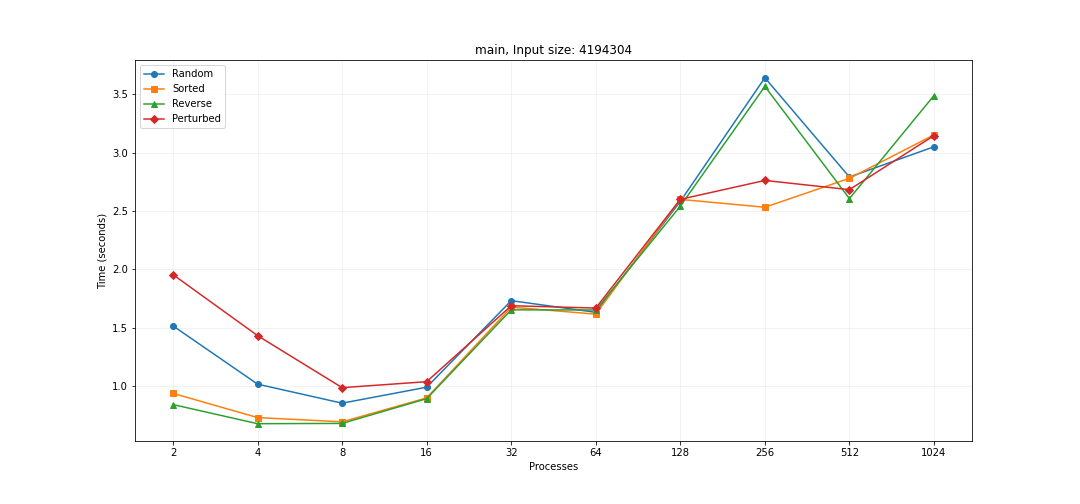 main, Input size: 4194304
Random
Sorted
Reverse
Perturbed
Time (seconds)
3.5
3.0
2.5
2.0
1.5
1.0
2 4 8 16 32 64 128 256 512 1024
Processes